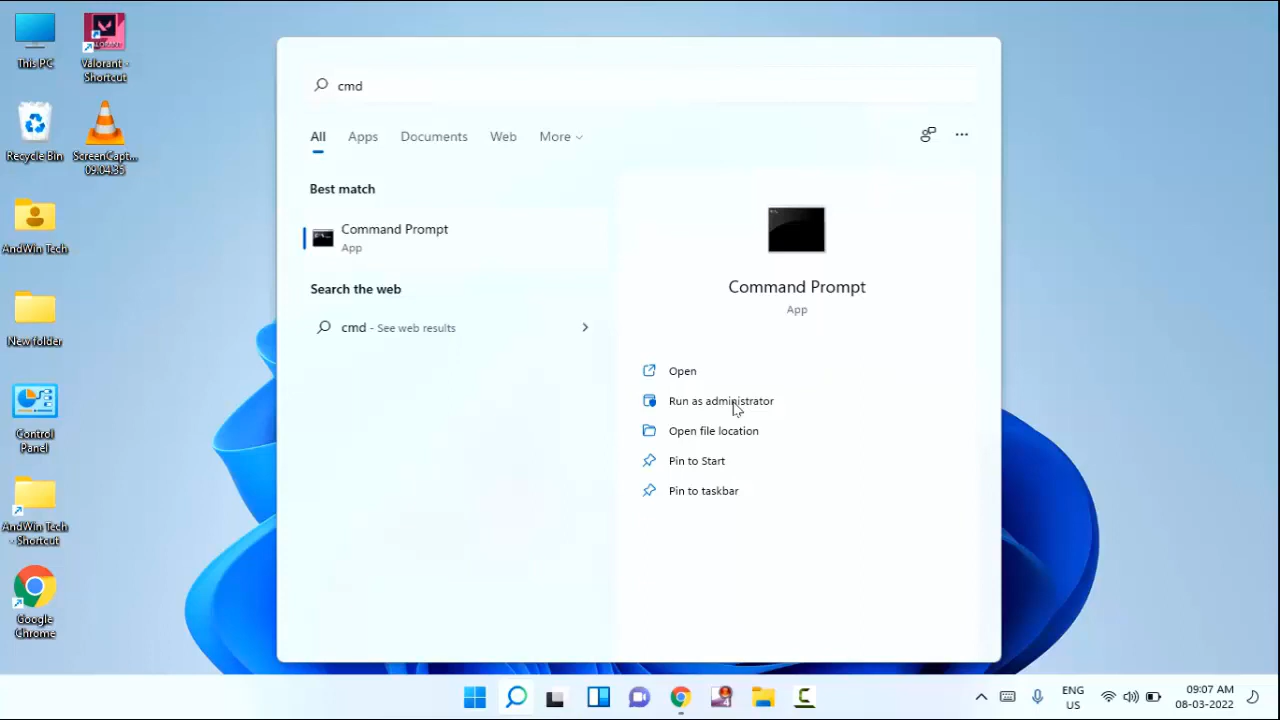 This PC
Valorant -
Shortcut
Recycle Bin
ScreenCapt...
09.04.35
AndWin Tech
New folder
Control
Panel
AndWin Tech
- Shortcut
Google
Chrome
cmd
All Apps Documents Web More
Best match
Command Prompt
App
Search the web
cmd - See web results
Command Prompt
App
Open
Run as administrator
Open file location
Pin to Start
Pin to taskbar
ENG
US
09:07 AM
08-03-2022